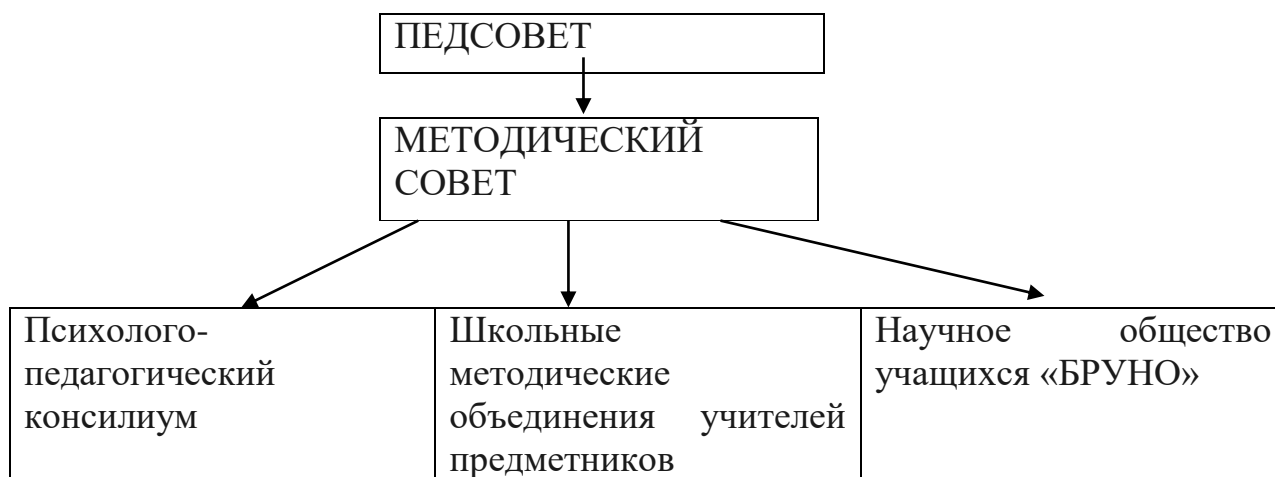 ПЕДСОВЕТ
МЕТОДИЧЕСКИЙ
СОВЕТ
Психолого-
педагогический
консилиум
Школьные
методические
объединения учителей
предметников
Научное общество
учащихся «БРУНО»